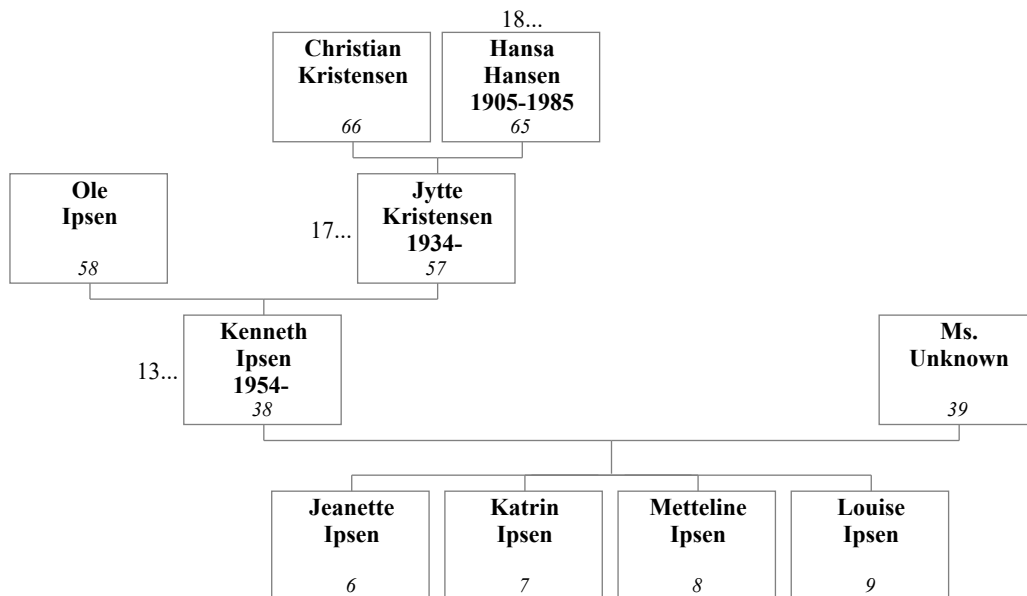 18...
Christian
Kristensen
66
Hansa
Hansen
1905-1985
65
Ole
Ipsen
58
17...
Jytte
Kristensen
1934-
57
13...
Kenneth
Ipsen
1954-
38
Ms.
Unknown
39
Jeanette
Ipsen
6
Katrin
Ipsen
7
Metteline
Ipsen
8
Louise
Ipsen
9